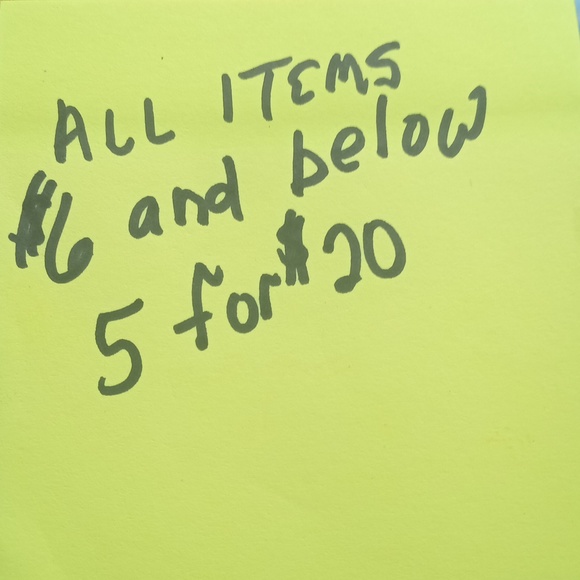 ALL ITEMS
$6 and below
5 for $20